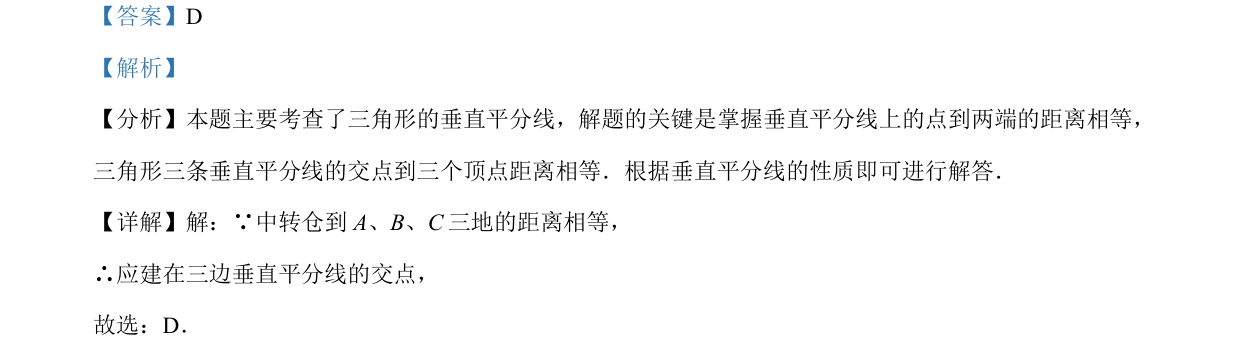 【答案】D
【解析】
【分析】本题主要考查了三角形的垂直平分线，解题的关键是掌握垂直平分线上的点到两端的距离相等，
三角形三条垂直平分线的交点到三个顶点距离相等．根据垂直平分线的性质即可进行解答．
【详解】解：∵中转仓到 A、B、C 三地的距离相等，
∴应建在三边垂直平分线的交点，
故选：D．